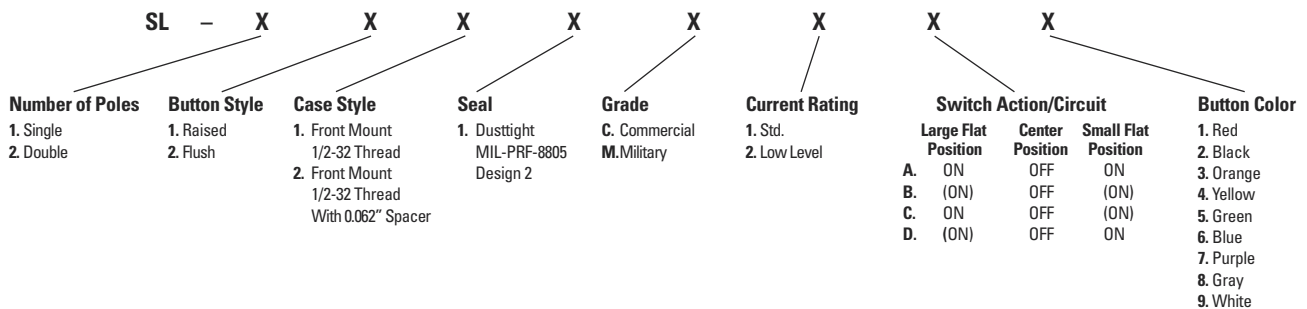 SL – X X X X X X X X
Number of Poles
1. Single
2. Double
Button Style
1. Raised
2. Flush
Case Style
1. Front Mount
1/2-32 Thread
2. Front Mount
1/2-32 Thread
With 0.062” Spacer
Seal
1. Dusttight
MIL-PRF-8805
Design 2
Grade
C. Commercial
M.Military
Current Rating
1. Std.
2. Low Level
Switch Action/Circuit
Large Flat Center Small Flat
Position Position Position
A. ON OFF ON
B. (ON) OFF (ON)
C. ON OFF (ON)
D. (ON) OFF ON
Button Color
1. Red
2. Black
3. Orange
4. Yellow
5. Green
6. Blue
7. Purple
8. Gray
9. White